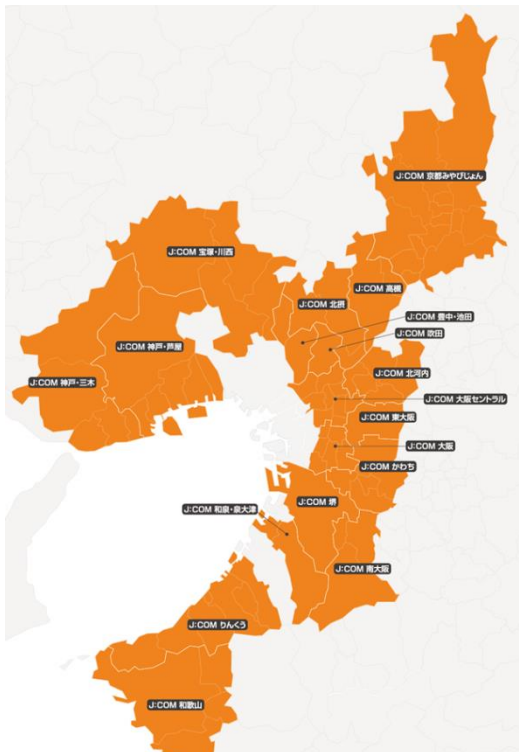 J:COM 京都みやびじょん
J:COM 宝塚・川西
J:COM 高槻
J:COM 北摂
J:COM 豊中・池田
J:COM 吹田
J:COM 神戸・芦屋
J:COM 北河内
J:COM 神戸・三木
J:COM 大阪セントラル
J:COM 東大阪
J:COM 大阪
J:COM かわち
J:COM 堺
J:COM 和泉・泉大津
J:COM 南大阪
J:COM りんくう
J:COM 和歌山